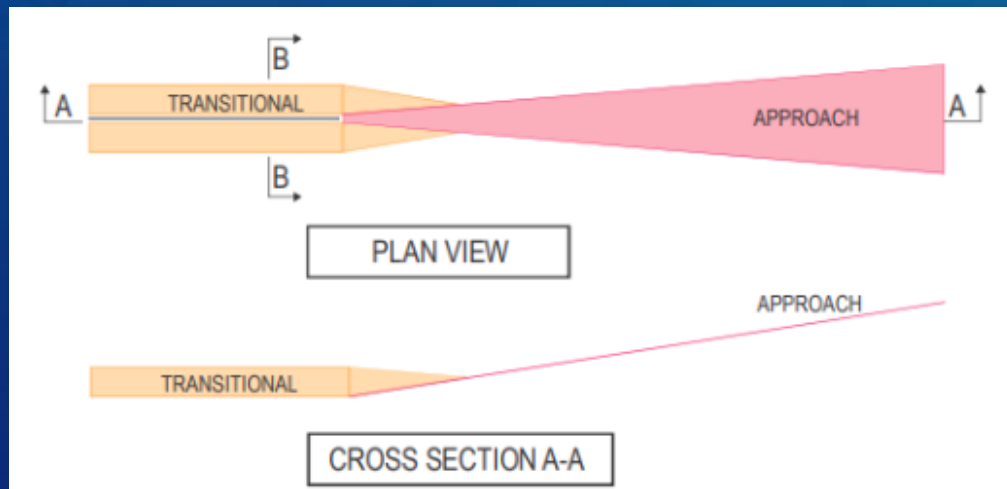 B
A
TRANSITIONAL
APPROACH
A
B
PLAN VIEW
APPROACH
TRANSITIONAL
CROSS SECTION A-A